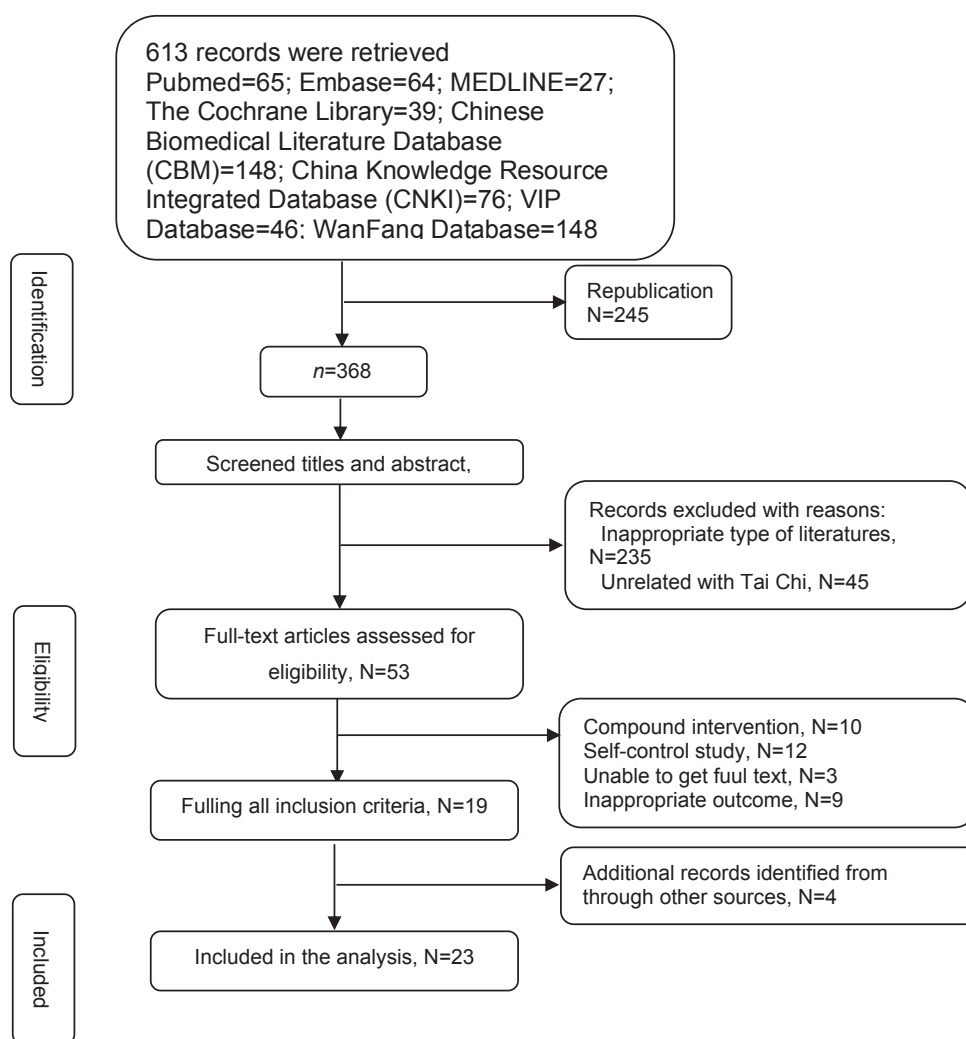 613 records were retrieved
Pubmed=65; Embase=64; MEDLINE=27;
The Cochrane Library=39; Chinese
Biomedical Literature Database
(CBM)=148; China Knowledge Resource
Integrated Database (CNKI)=76; VIP
Database=46; WanFang Database=148
Identification
Republication
N=245
n=368
Screened titles and abstract,
Records excluded with reasons:
Inappropriate type of literatures,
N=235
Unrelated with Tai Chi, N=45
Eligibility
Full-text articles assessed for
eligibility, N=53
Compound intervention, N=10
Self-control study, N=12
Unable to get fuul text, N=3
Inappropriate outcome, N=9
Fulling all inclusion criteria, N=19
Additional records identified from
through other sources, N=4
Included
Included in the analysis, N=23